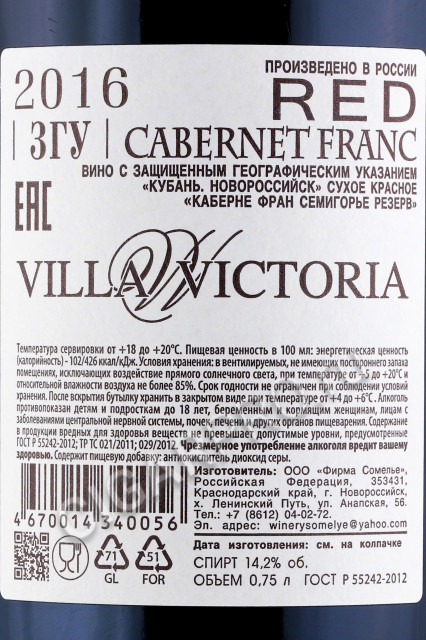 ПРОИЗВЕДЕНО В РОССИИ
2016
RED
ЗГУ
CABERNET FRANC
ВИНО С ЗАЩИЩЕННЫМ ГЕОГРАФИЧЕСКИМ УКАЗАНИЕМ
«КУБАНЬ. НОВОРОССИЙСК» СУХОЕ КРАСНОЕ
«КАБЕРНЕ ФРАН СЕМИГОРЬЕ РЕЗЕРВ»
EAC
VILLA VICTORIA
Температура сервировки от +18 до +20°С. Пищевая ценность в 100 мл: энергетическая ценность
(калорийность) - 102/426 ккал/кДж. Условия хранения: в вентилируемых, не имеющих постороннего запаха
помещениях, исключающих воздействие прямого солнечного света, при температуре от +5 до +20°С и
относительной влажности воздуха не более 85%. Срок годности не ограничен при соблюдении условий
хранения. После вскрытия бутылку хранить в закрытом виде при температуре от +4 до +6°С. Алкоголь
противопоказан детям и подросткам до 18 лет, беременным и кормящим женщинам, лицам с
заболеваниями центральной нервной системы, почек, печени и других органов пищеварения. Содержание
в продукции вредных для здоровья веществ не превышает допустимые уровни, предусмотренные
ГОСТ Р 55242-2012; ТР ТС 021/2011; 029/2012. Чрезмерное употребление алкоголя вредит вашему
здоровью. Содержит пищевую добавку: антиокислитель диоксид серы.
Изготовитель: ООО «Фирма Сомелье»,
Российская Федерация, 353431,
Краснодарский край, г. Новороссийск,
х. Ленинский Путь, ул. Анапская, 56.
Тел.: +7 (8612) 04-02-72.
Эл. адрес: winerysomelye@yahoo.com
4 670014 340056
Дата изготовления: см. на колпачке
71
GL
51
FOR
СПИРТ 14,2% об.
ОБЪЕМ 0,75 л ГОСТ Р 55242-2012